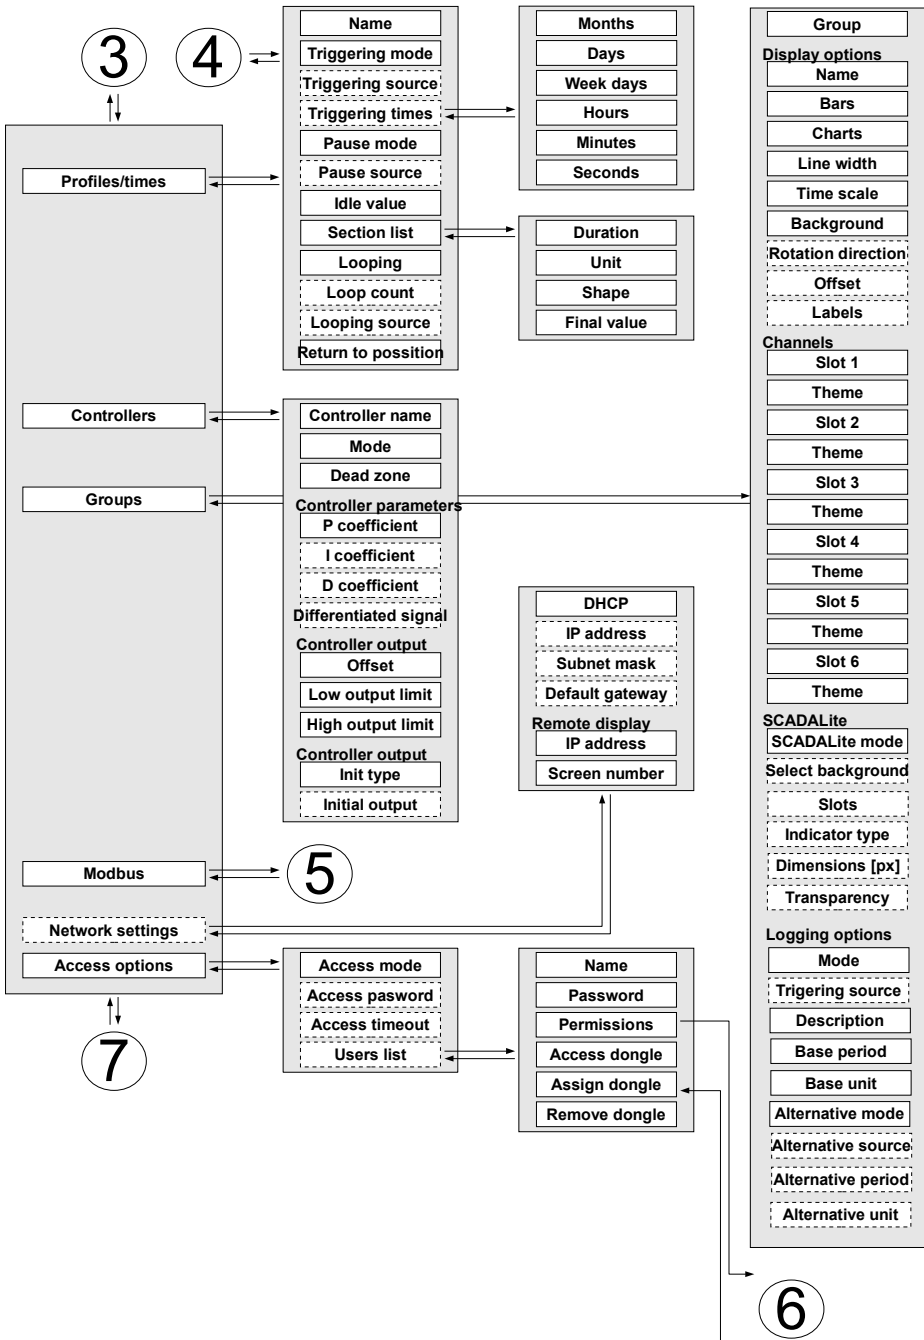 3
Profiles/times
Controllers
Groups
Modbus
Network settings
Access options
7
4
Name
Triggering mode
Triggering source
Triggering times
Pause mode
Pause source
Idle value
Section list
Looping
Loop count
Looping source
Return to possition
Months
Days
Week days
Hours
Minutes
Seconds
Duration
Unit
Shape
Final value
Controller name
Mode
Dead zone
Controller parameters
P coefficient
I coefficient
D coefficient
Differentiated signal
Controller output
Offset
Low output limit
High output limit
Controller output
Init type
Initial output
5
DHCP
IP address
Subnet mask
Default gateway
Remote display
IP address
Screen number
Access mode
Access pasword
Access timeout
Users list
Name
Password
Permissions
Access dongle
Assign dongle
Remove dongle
Group
Display options
Name
Bars
Charts
Line width
Time scale
Background
Rotation direction
Offset
Labels
Channels
Slot 1
Theme
Slot 2
Theme
Slot 3
Theme
Slot 4
Theme
Slot 5
Theme
Slot 6
Theme
SCADALite
SCADALite mode
Select background
Slots
Indicator type
Dimensions [px]
Transparency
Logging options
Mode
Trigering source
Description
Base period
Base unit
Alternative mode
Alternative source
Alternative period
Alternative unit
6